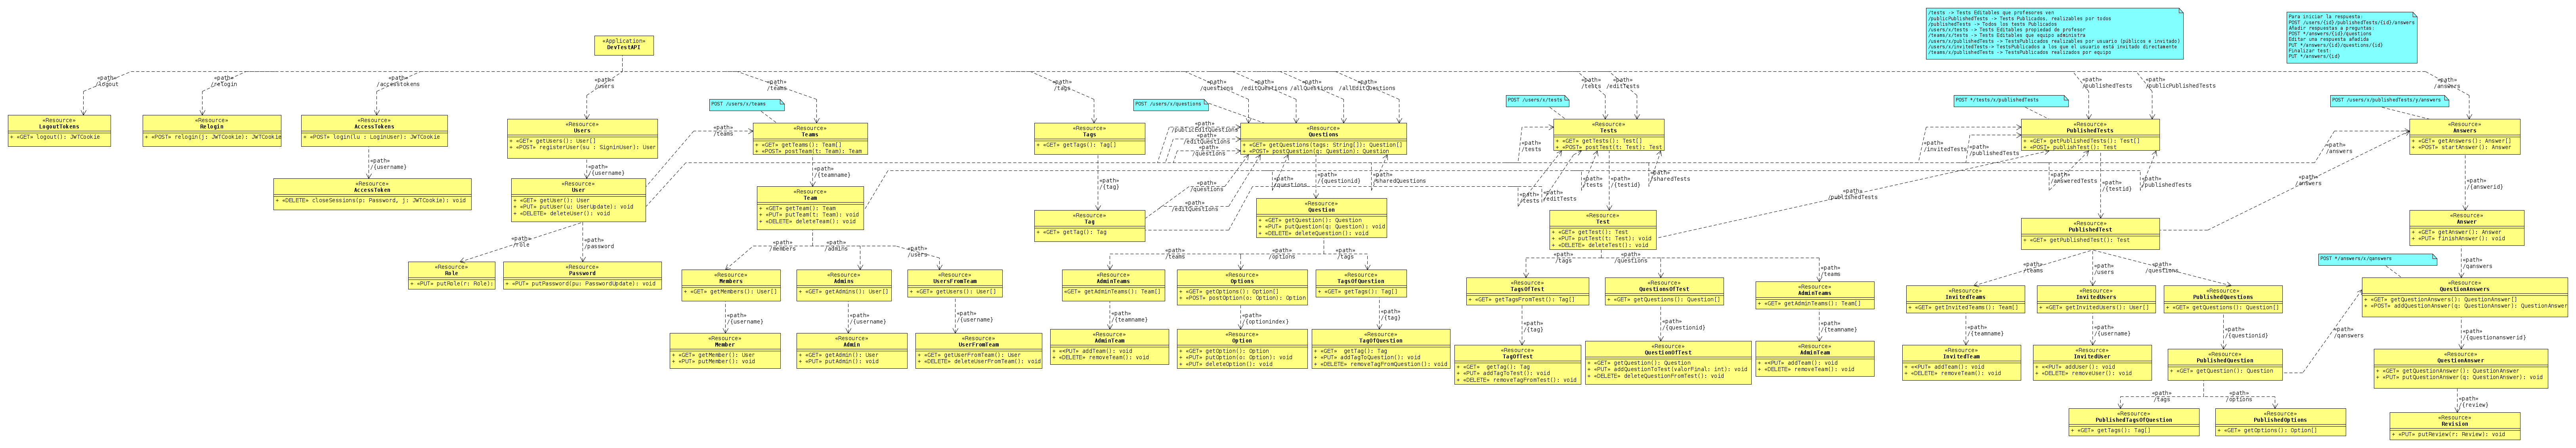 /tests -> Tests Editables que profesores ven
/publicPublishedTests -> Tests Publicados, realizables por todos
/publishedTests -> Todos los tests Publicados
/users/x/tests -> Tests Editables propiedad de profesor
/teams/x/tests -> Tests Editables que equipo administra
/users/x/publishedTests -> TestsPublicados realizables por usuario (públicos e invitado)
/users/x/invitedTests-> TestsPublicados a los que el usuario está invitado directamente
/teams/x/publishedTests -> TestsPublicados realizados por equipo
Para iniciar la respuesta:
POST /users/{id}/publishedTests/{id}/answers
Añadir respuestas a preguntas:
POST */answers/{id}/questions
Editar una respuesta añadida
PUT */answers/{id}/questions/{id}
Finalizar test:
PUT */answers/{id}
«Application»
DevTestAPI
«path»
/logout
«path»
/relogin
«path»
/accesstokens
«path»
/users
«path»
/teams
«path»
/tags
«path»
/questions
«path»
/editQuestions
«path»
/allQuestions
«path»
/allEditQuestions
«path»
/tests
«path»
/editTests
«path»
/publishedTests
«path»
/publicPublishedTests
«path»
/answers
POST /users/x/teams
POST /users/x/questions
POST /users/x/tests
POST */tests/x/publishedTests
POST /users/x/publishedTests/y/answers
«Resource»
LogoutTokens
+ «GET» logout(): JWTCookie
«Resource»
Relogin
+ «POST» relogin(j: JWTCookie): JWTCookie
«Resource»
AccessTokens
+ «POST» login(lu : LoginUser): JWTCookie
«Resource»
Users
+ «GET» getUsers(): User[]
+ «POST» registerUser(su : SigninUser): User
«path»
/teams
«Resource»
Teams
+ «GET» getTeams(): Team[]
+ «POST» postTeam(t: Team): Team
«Resource»
Tags
+ «GET» getTags(): Tag[]
«path»
/publicEditQuestions
«path»
/editQuestions
«path»
/questions
«Resource»
Questions
+ «GET» getQuestions(tags: String[]): Question[]
+ «POST» postQuestion(q: Question): Question
«path»
/tests
«Resource»
Tests
+ «GET» getTests(): Test[]
+ «POST» postTest(t: Test): Test
«path»
/invitedTests
«path»
/publishedTests
«Resource»
PublishedTests
+ «GET» getPublishedTests(): Test[]
+ «POST» publishTest(): Test
«path»
/answers
«Resource»
Answers
+ «GET» getAnswers(): Answer[]
+ «POST» startAnswer(): Answer
«path»
/{username}
«path»
/{username}
«path»
/{teamname}
«path»
/{tag}
«path»
/questions
«path»
/editQuestions
«path»
/questions
«path»
/{questionid}
«path»
/sharedQuestions
«path»
/tests
«path»
/editTests
«path»
/tests
«path»
/{testid}
«path»
/sharedTests
«path»
/publishedTests
«path»
/answeredTests
«path»
/{testid}
«path»
/publishedTests
«path»
/answers
«path»
/{answerid}
«Resource»
AccessToken
+ «DELETE» closeSessions(p: Password, j: JWTCookie): void
«Resource»
User
+ «GET» getUser(): User
+ «PUT» putUser(u: UserUpdate): void
+ «DELETE» deleteUser(): void
«Resource»
Team
+ «GET» getTeam(): Team
+ «PUT» putTeam(t: Team): void
+ «DELETE» deleteTeam(): void
«Resource»
Tag
+ «GET» getTag(): Tag
«Resource»
Question
+ «GET» getQuestion(): Question
+ «PUT» putQuestion(q: Question): void
+ «DELETE» deleteQuestion(): void
«Resource»
Test
+ «GET» getTest(): Test
+ «PUT» putTest(t: Test): void
+ «DELETE» deleteTest(): void
«Resource»
PublishedTest
+ «GET» getPublishedTest(): Test
«Resource»
Answer
+ «GET» getAnswer(): Answer
+ «PUT» finishAnswer(): void
«path»
/role
«path»
/password
«path»
/members
«path»
/admins
«path»
/users
«path»
/teams
«path»
/options
«path»
/tags
«path»
/tags
«path»
/questions
«path»
/teams
«path»
/teams
«path»
/users
«path»
/questions
POST */answers/x/qanswers
«path»
/qanswers
«Resource»
Role
+ «PUT» putRole(r: Role):
«Resource»
Password
+ «PUT» putPassword(pu: PasswordUpdate): void
«Resource»
Members
+ «GET» getMembers(): User[]
«Resource»
Admins
+ «GET» getAdmins(): User[]
«Resource»
UsersFromTeam
+ «GET» getUsers(): User[]
«Resource»
AdminTeams
«GET» getAdminTeams(): Team[]
«Resource»
Options
+ «GET» getOptions(): Option[]
+ «POST» postOption(o: Option): Option
«Resource»
TagsOfQuestion
+ «GET» getTags(): Tag[]
«Resource»
TagsOfTest
+ «GET» getTagsFromTest(): Tag[]
«Resource»
QuestionsOfTest
+ «GET» getQuestions(): Question[]
«Resource»
AdminTeams
+ «GET» getAdminTeams(): Team[]
«Resource»
InvitedTeams
+ «GET» getInvitedTeams(): Team[]
«Resource»
InvitedUsers
+ «GET» getInvitedUsers(): User[]
«Resource»
PublishedQuestions
+ «GET» getQuestions(): Question[]
«Resource»
QuestionAnswers
+ «GET» getQuestionAnswers(): QuestionAnswer[]
+ «POST» addQuestionAnswer(q: QuestionAnswer): QuestionAnswer
«path»
/{username}
«path»
/{username}
«path»
/{username}
«path»
/{teamname}
«path»
/{optionindex}
«path»
/{tag}
«path»
/{tag}
«path»
/{questionid}
«path»
/{teamname}
«path»
/{teamname}
«path»
/{username}
«path»
/{questionid}
«path»
/qanswers
«path»
/{questionanswerid}
«Resource»
Member
+ «GET» getMember(): User
+ «PUT» putMember(): void
«Resource»
Admin
+ «GET» getAdmin(): User
+ «PUT» putAdmin(): void
«Resource»
UserFromTeam
+ «GET» getUserFromTeam(): User
+ «DELETE» deleteUserFromTeam(): void
«Resource»
AdminTeam
+ <<PUT» addTeam(): void
+ «DELETE» removeTeam(): void
«Resource»
Option
+ «GET» getOption(): Option
+ «PUT» putOption(o: Option): void
+ «PUT» deleteOption(): void
«Resource»
TagOfQuestion
+ «GET»  getTag(): Tag
+ «PUT» addTagToQuestion(): void
+ «DELETE» removeTagFromQuestion(): void
«Resource»
TagOfTest
+ «GET»  getTag(): Tag
+ «PUT» addTagToTest(): void
+ «DELETE» removeTagFromTest(): void
«Resource»
QuestionOfTest
+ «GET» getQuestion(): Question
+ «PUT» addQuestionToTest(valorFinal: int): void
+ «DELETE» deleteQuestionFromTest(): void
«Resource»
AdminTeam
+ <<PUT» addTeam(): void
+ «DELETE» removeTeam(): void
«Resource»
InvitedTeam
+ <<PUT» addTeam(): void
+ «DELETE» removeTeam(): void
«Resource»
InvitedUser
+ <<PUT» addUser(): void
+ «DELETE» removeUser(): void
«Resource»
PublishedQuestion
+ «GET» getQuestion(): Question
«Resource»
QuestionAnswer
+ «GET» getQuestionAnswer(): QuestionAnswer
+ «PUT» putQuestionAnswer(q: QuestionAnswer): void
«path»
/tags
«path»
/options
«path»
/{review}
«Resource»
PublishedTagsOfQuestion
+ «GET» getTags(): Tag[]
«Resource»
PublishedOptions
+ «GET» getOptions(): Option[]
«Resource»
Revision
+ «PUT» putReview(r: Review): void